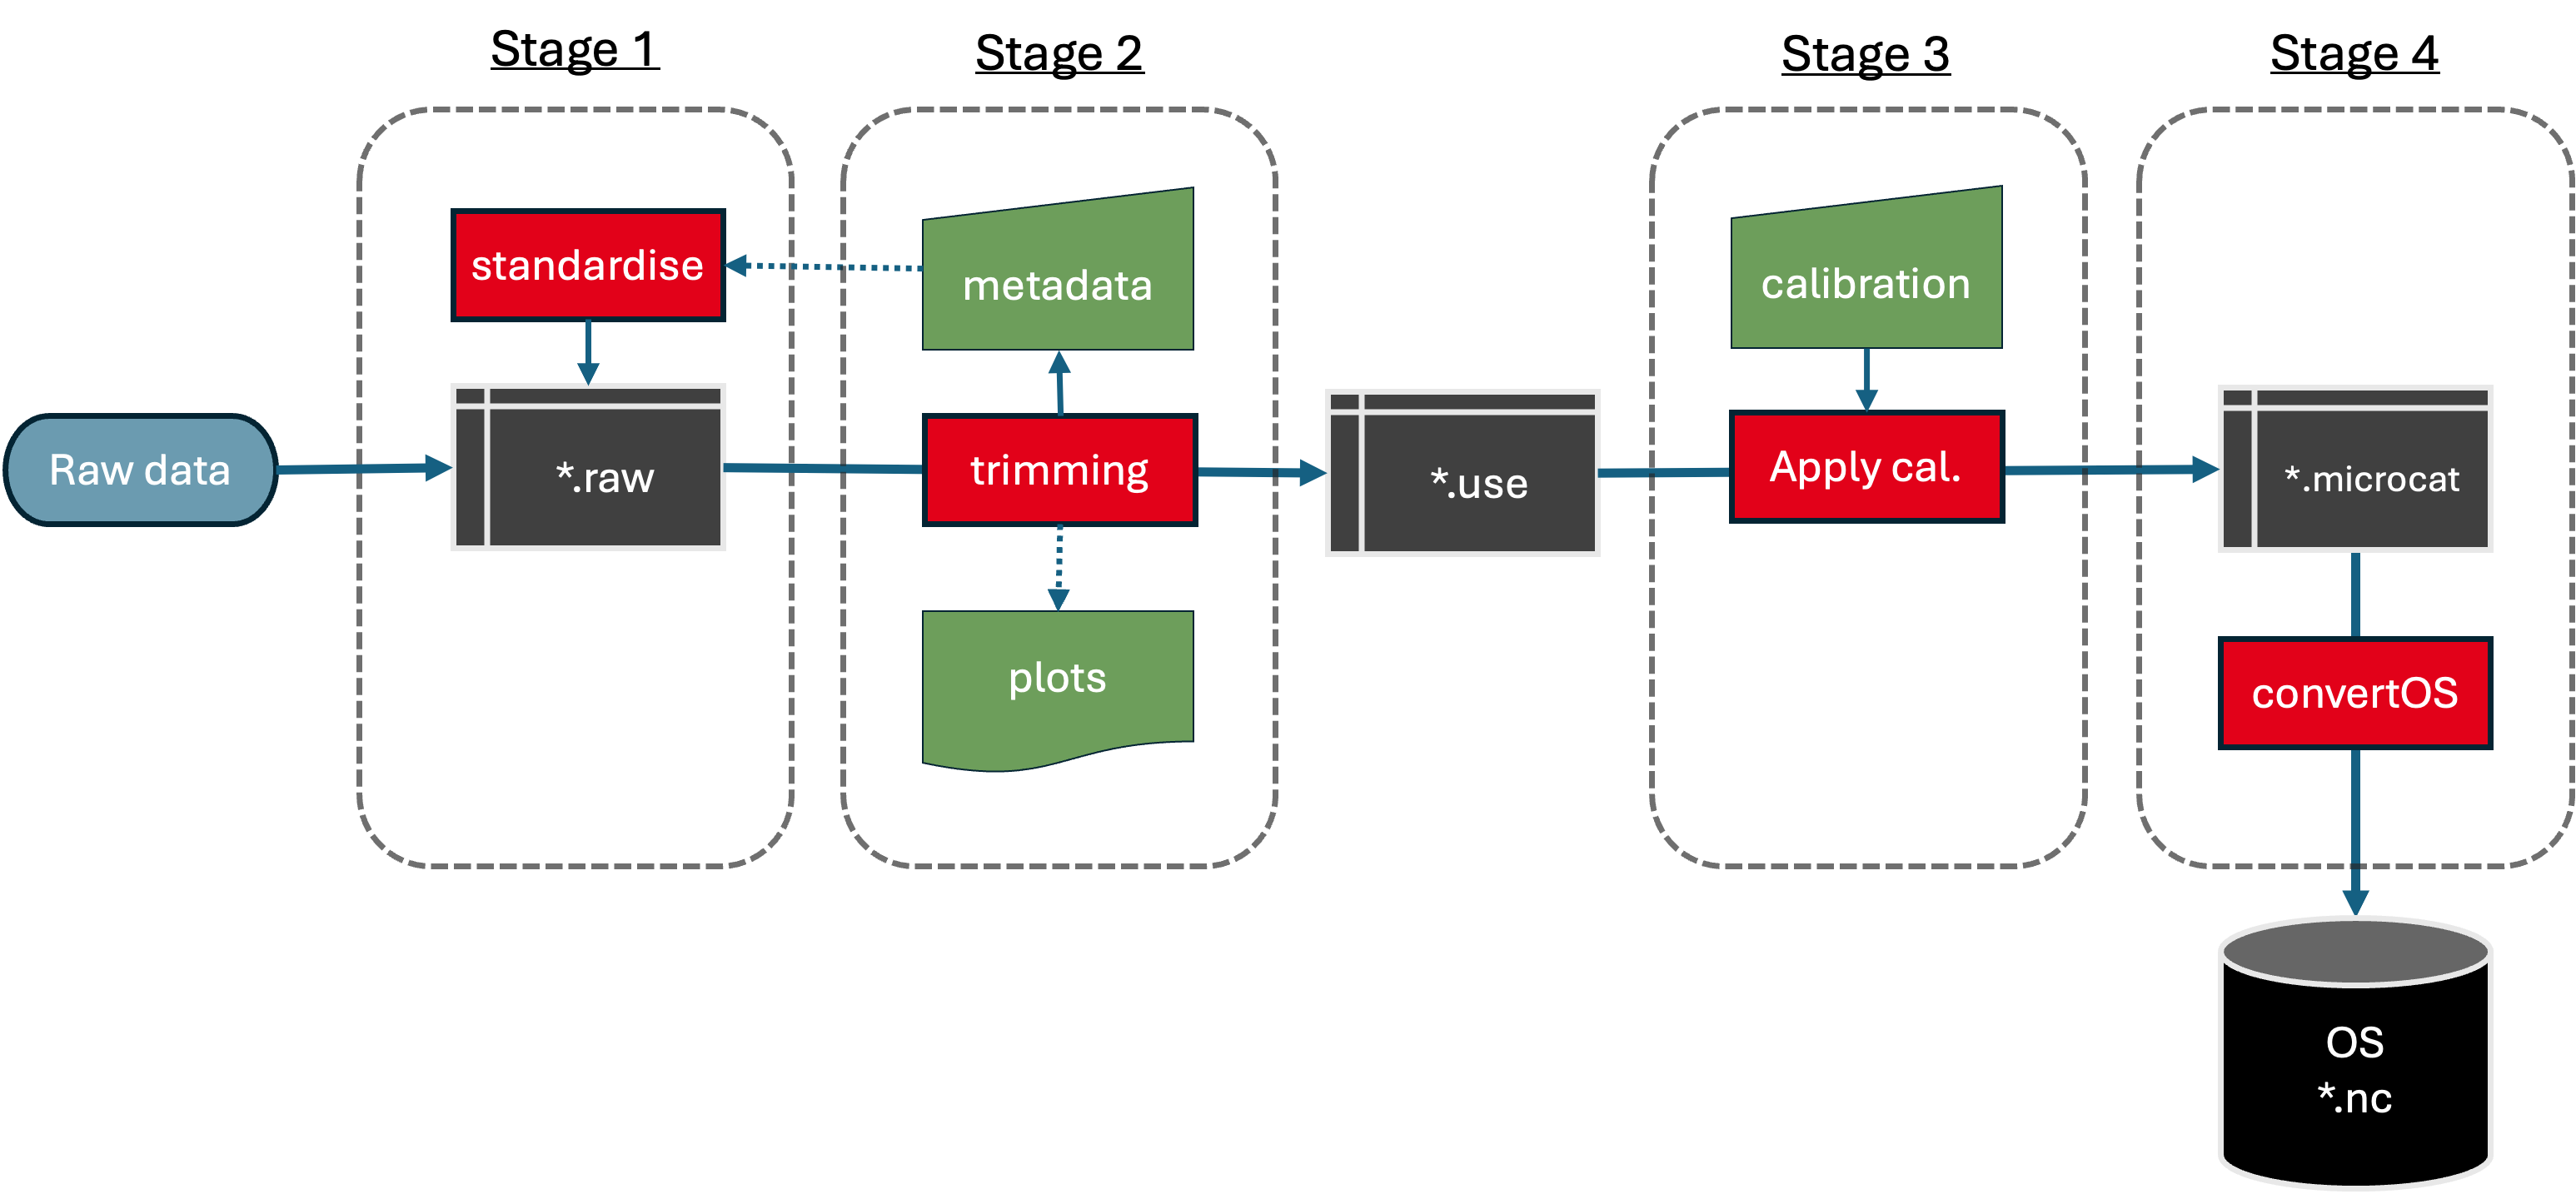 Stage 1
Stage 2
Stage 3
Stage 4
standardise
metadata
calibration
Raw data
*.raw
trimming
*.use
Apply cal.
*.microcat
plots
convertOS
OS
*.nc